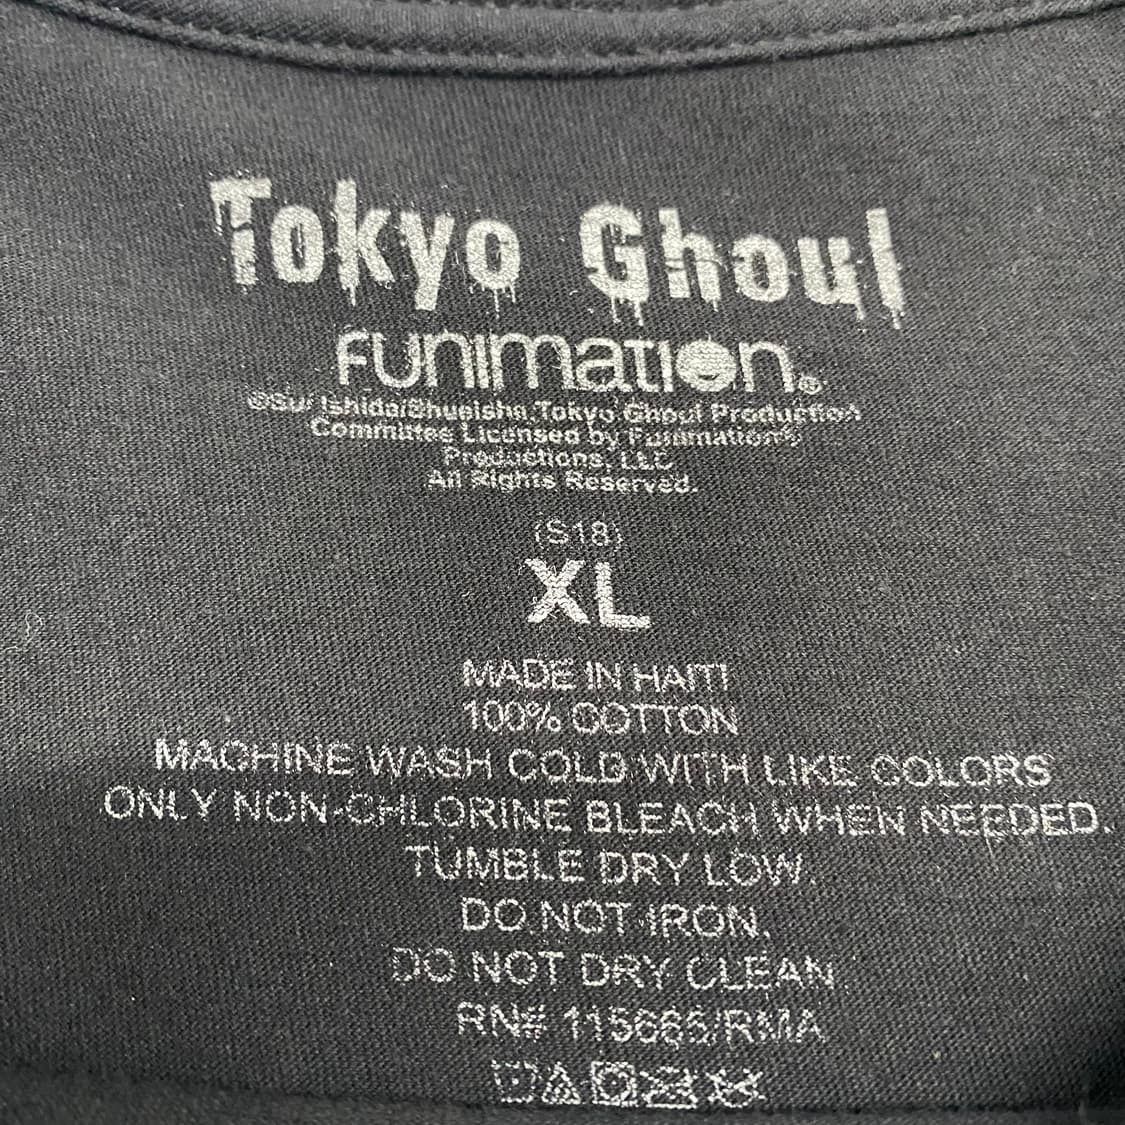 Tokyo Ghoul
FUNIMATION®
©Sui Ishida/Shueisha,Tokyo Ghoul Production
Committee Licensed by Funimation®
Productions, LLC
All Rights Reserved.
(S18)
XL
MADE IN HAITI
100% COTTON
MACHINE WASH COLD WITH LIKE COLORS
ONLY NON-CHLORINE BLEACH WHEN NEEDED.
TUMBLE DRY LOW.
DO NOT IRON.
DO NOT DRY CLEAN
RN# 115665/RMA